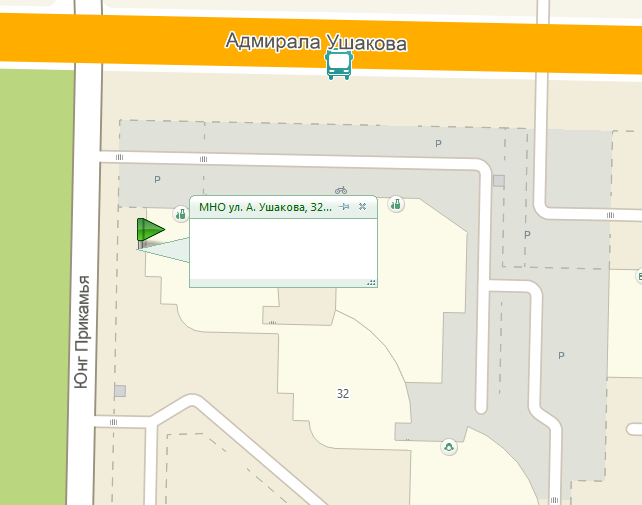 Адмирала Ушакова
P
P
МНО ул. А. Ушакова, 32...
P
Юнг Прикамья
P
32